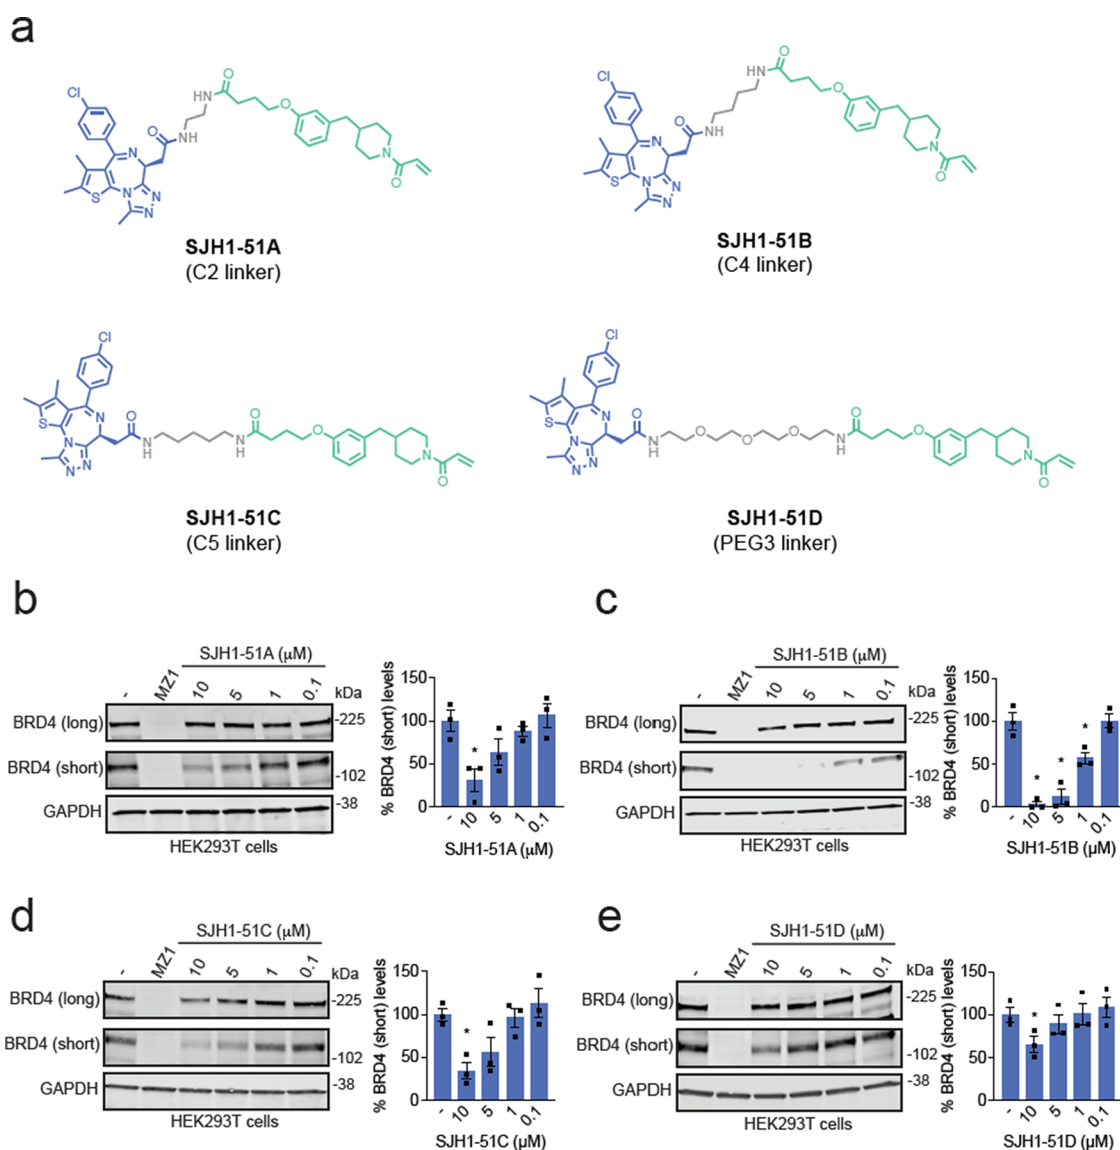 a
Cl
O
HN
NH
O
O
N
N
S
N
N
N
O
SJH1-51A
(C2 linker)
Cl
O
HN
NH
O
O
N
N
S
N
N
N
O
SJH1-51B
(C4 linker)
Cl
O
O
O
S
N
N
N
H
N
H
N
N-N
O
SJH1-51C
(C5 linker)
Cl
O
O
O
O
O
O
S
N
N
N
H
N
H
N
N-N
O
SJH1-51D
(PEG3 linker)
b
SJH1-51A (µM)
- MZ1 10 5 1 0.1 kDa
BRD4 (long) -225
BRD4 (short) -102
GAPDH -38
HEK293T cells
% BRD4 (short) levels
150
100
50
0
*
- 10 5 1 0.1
SJH1-51A (µM)
c
SJH1-51B (µM)
- MZ1 10 5 1 0.1 kDa
BRD4 (long) -225
BRD4 (short) -102
GAPDH -38
HEK293T cells
% BRD4 (short) levels
150
100
50
0
* * *
- 10 5 1 0.1
SJH1-51B (µM)
d
SJH1-51C (µM)
- MZ1 10 5 1 0.1 kDa
BRD4 (long) -225
BRD4 (short) -102
GAPDH -38
HEK293T cells
% BRD4 (short) levels
150
100
50
0
*
- 10 5 1 0.1
SJH1-51C (µM)
e
SJH1-51D (µM)
- MZ1 10 5 1 0.1 kDa
BRD4 (long) -225
BRD4 (short) -102
GAPDH -38
HEK293T cells
% BRD4 (short) levels
150
100
50
0
*
- 10 5 1 0.1
SJH1-51D (µM)